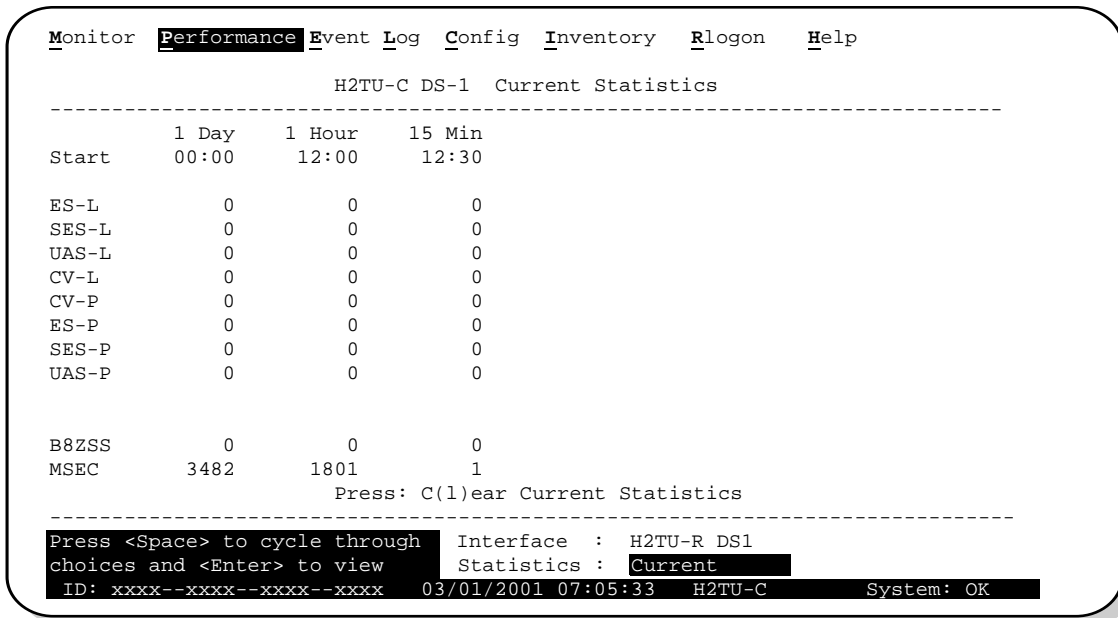 Monitor Performance Event Log Config Inventory Rlogon Help
H2TU-C DS-1 Current Statistics
--------------------------------------------------------------------------------
1 Day 1 Hour 15 Min
Start 00:00 12:00 12:30
ES-L 0 0 0
SES-L 0 0 0
UAS-L 0 0 0
CV-L 0 0 0
CV-P 0 0 0
ES-P 0 0 0
SES-P 0 0 0
UAS-P 0 0 0
B8ZSS 0 0 0
MSEC 3482 1801 1
Press: C(l)ear Current Statistics
--------------------------------------------------------------------------------
Press <Space> to cycle through Interface : H2TU-R DS1
choices and <Enter> to view Statistics : Current
ID: xxxx--xxxx--xxxx--xxxx 03/01/2001 07:05:33 H2TU-C System: OK